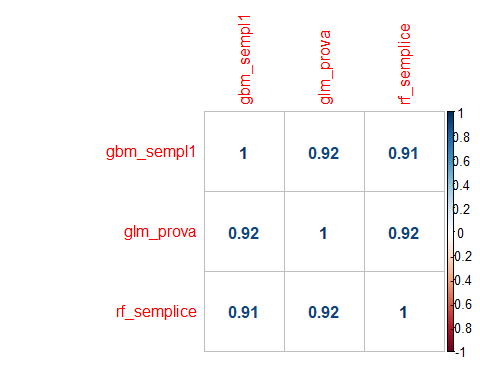 gbm_sempl1
glm_prova
rf_semplice
gbm_sempl1 1 0.92 0.91
glm_prova 0.92 1 0.92
rf_semplice 0.91 0.92 1
1
0.8
0.6
0.4
0.2
0
-0.2
-0.4
-0.6
-0.8
-1